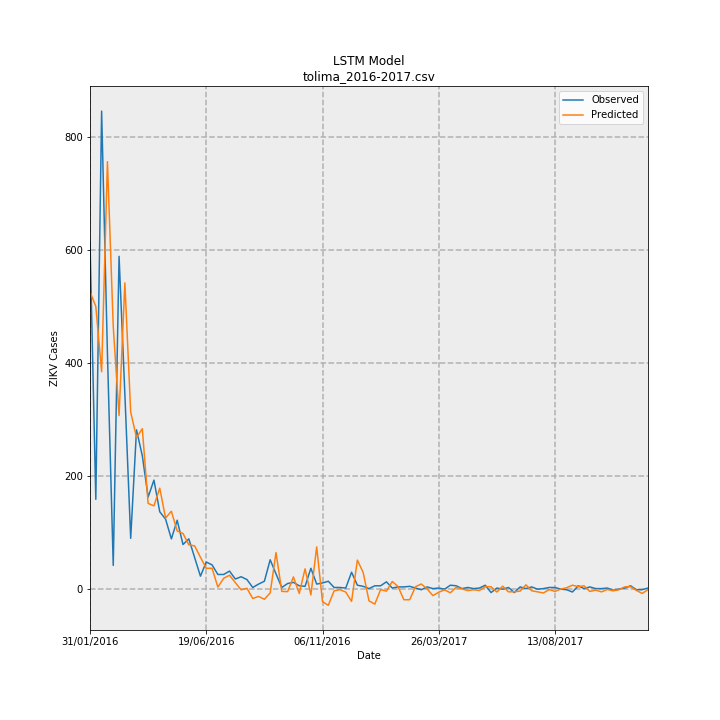 LSTM Model
tolima_2016-2017.csv
Observed
Predicted
800
600
400
200
0
ZIKV Cases
31/01/2016 19/06/2016 06/11/2016 26/03/2017 13/08/2017
Date